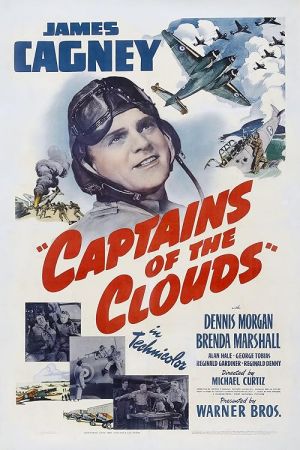 JAMES
CAGNEY
"CAPTAINS
OF THE
CLOUDS"
in
Technicolor
with
DENNIS MORGAN
BRENDA MARSHALL
ALAN HALE · GEORGE TOBIAS
REGINALD GARDINER · REGINALD DENNY
Directed by
MICHAEL CURTIZ
Presented by
WARNER BROS.